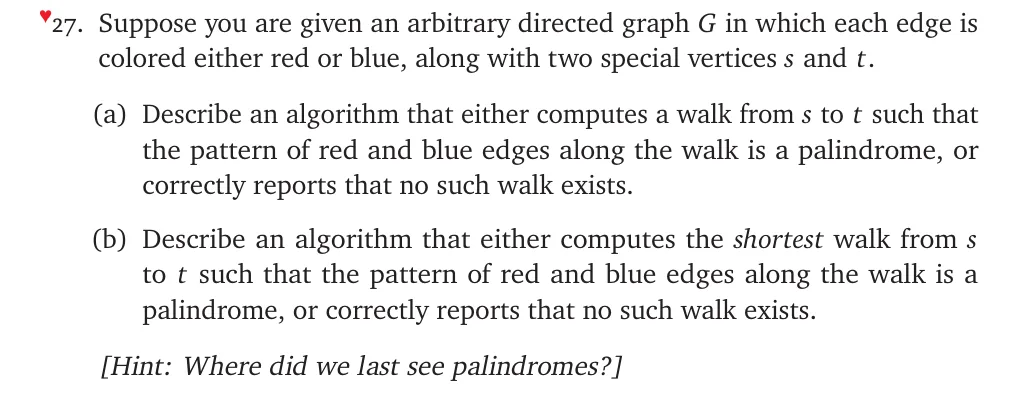 ♥27. Suppose you are given an arbitrary directed graph G in which each edge is
colored either red or blue, along with two special vertices s and t.
(a) Describe an algorithm that either computes a walk from s to t such that
the pattern of red and blue edges along the walk is a palindrome, or
correctly reports that no such walk exists.
(b) Describe an algorithm that either computes the shortest walk from s
to t such that the pattern of red and blue edges along the walk is a
palindrome, or correctly reports that no such walk exists.
[Hint: Where did we last see palindromes?]